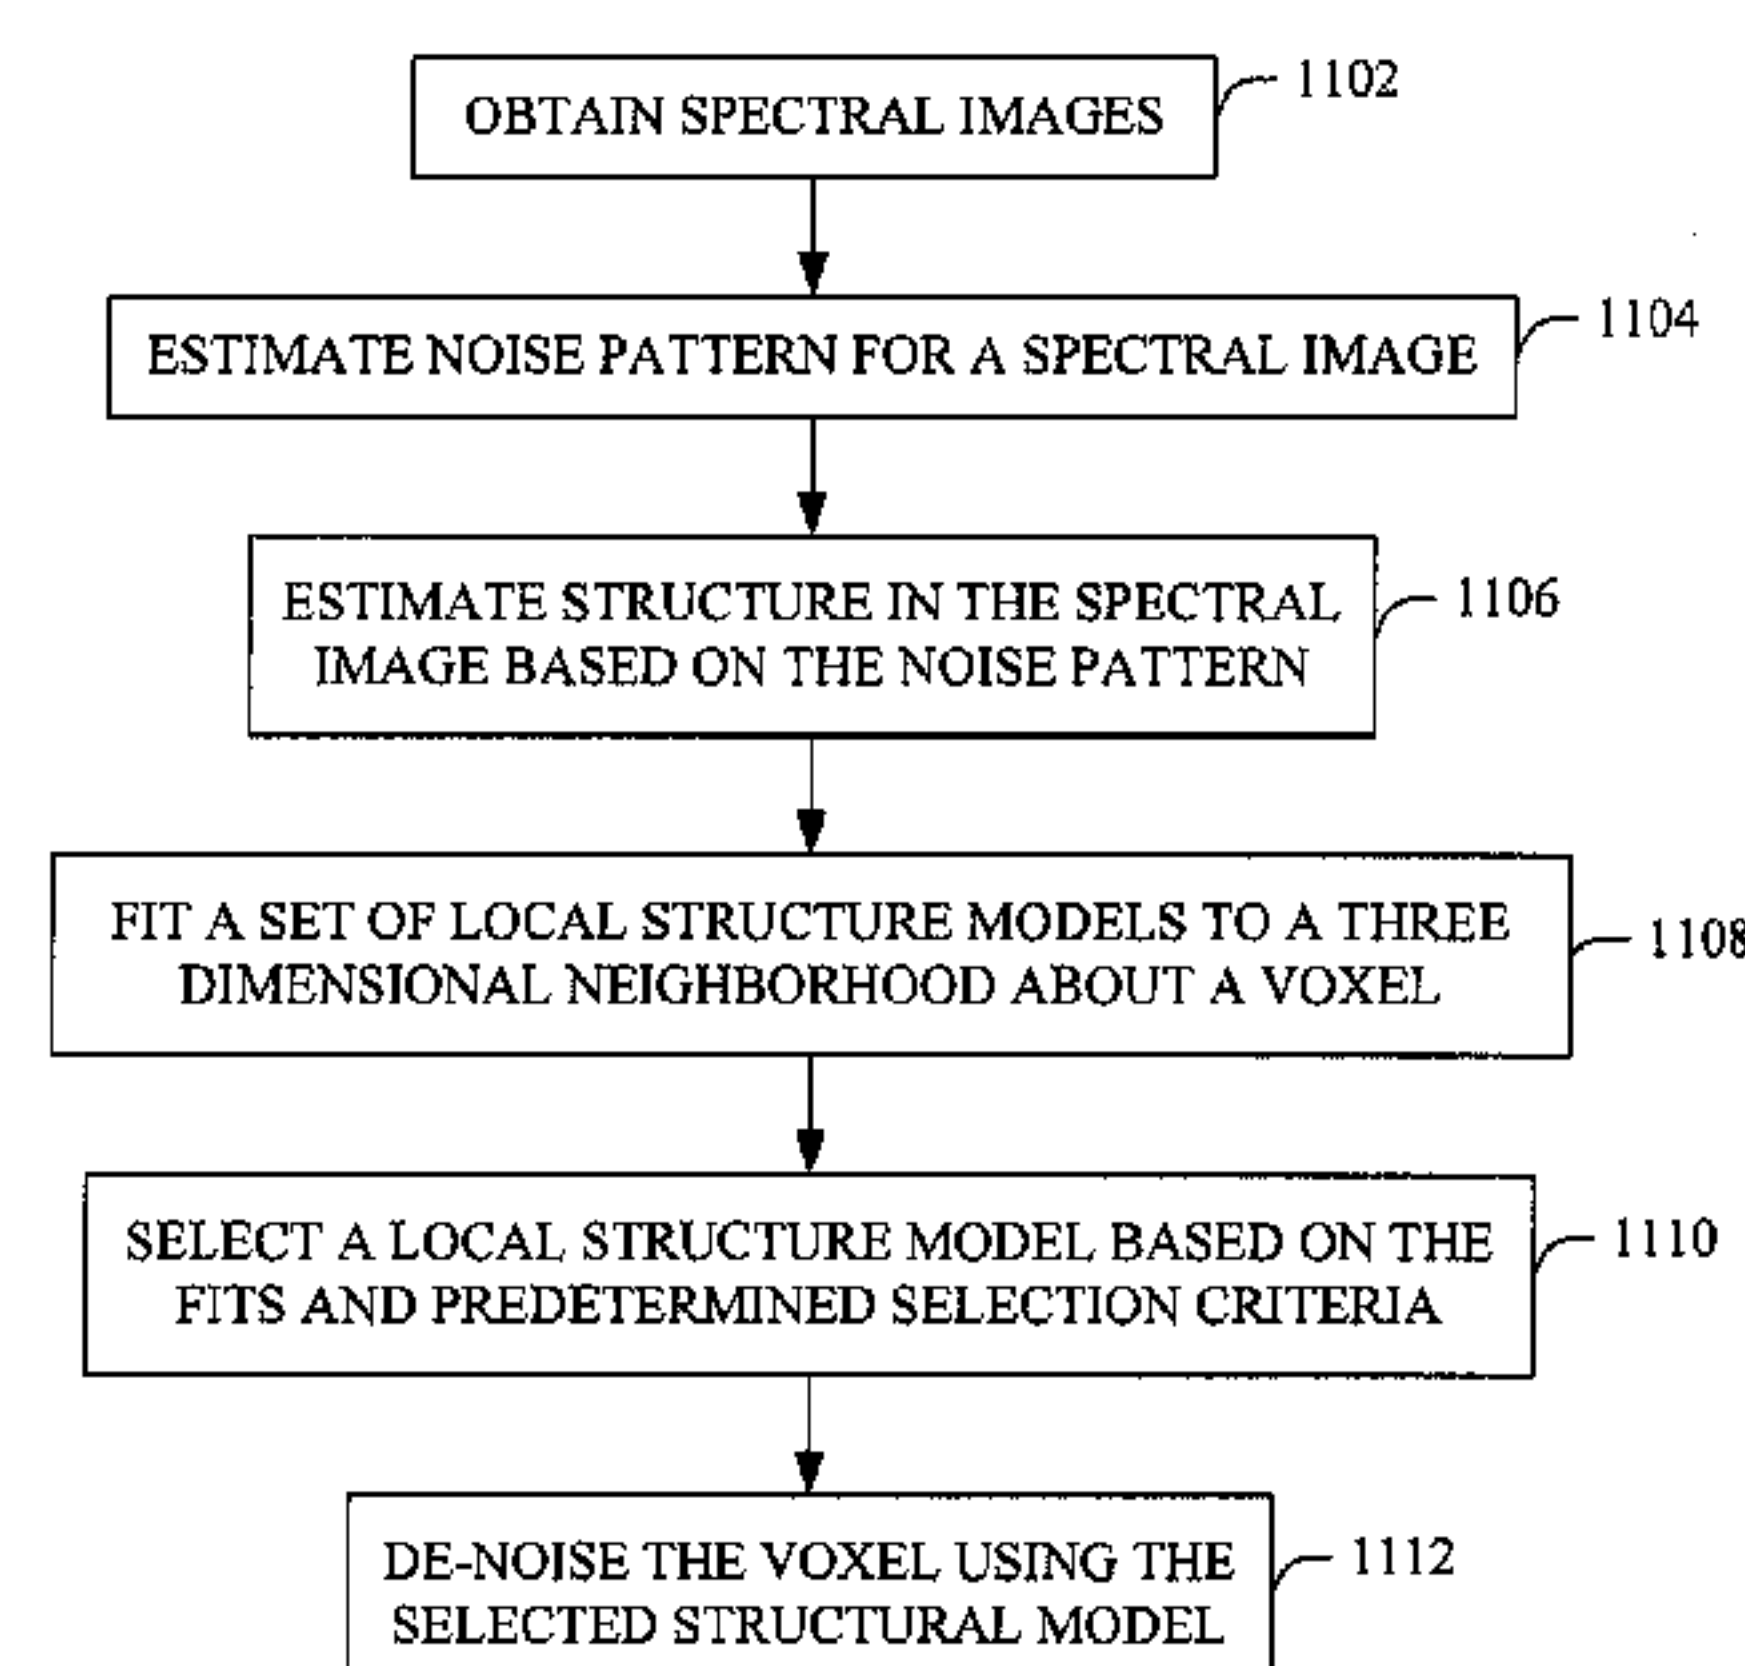 OBTAIN SPECTRAL IMAGES
1102
ESTIMATE NOISE PATTERN FOR A SPECTRAL IMAGE
1104
ESTIMATE STRUCTURE IN THE SPECTRAL
IMAGE BASED ON THE NOISE PATTERN
1106
FIT A SET OF LOCAL STRUCTURE MODELS TO A THREE
DIMENSIONAL NEIGHBORHOOD ABOUT A VOXEL
1108
SELECT A LOCAL STRUCTURE MODEL BASED ON THE
FITS AND PREDETERMINED SELECTION CRITERIA
1110
DE-NOISE THE VOXEL USING THE
SELECTED STRUCTURAL MODEL
1112